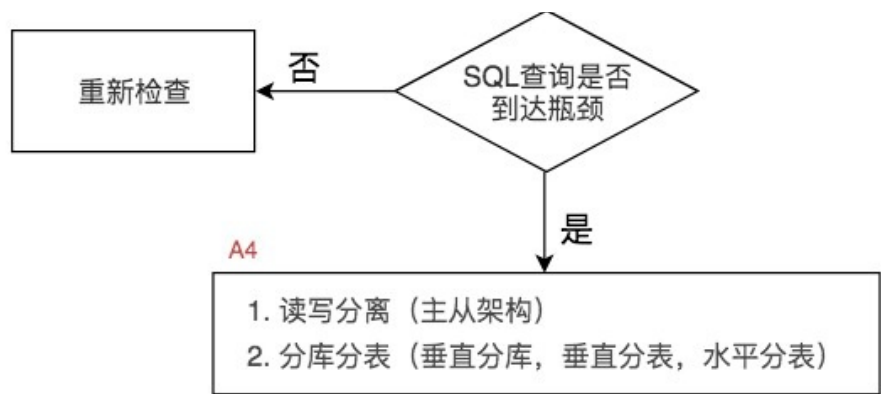 否
SQL查询是否
到达瓶颈
重新检查
是
A4
1. 读写分离（主从架构）
2. 分库分表（垂直分库，垂直分表，水平分表）